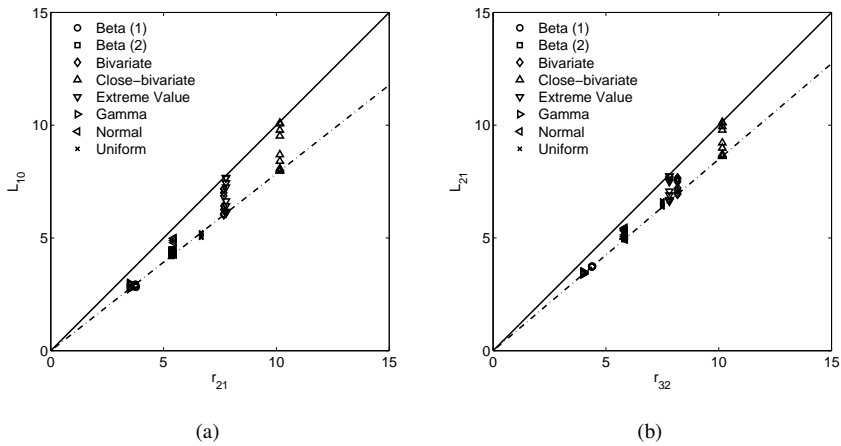 15
10
5
0
L10
0
5
10
15
r21
Beta (1)
Beta (2)
Bivariate
Close−bivariate
Extreme Value
Gamma
Normal
Uniform
(a)
15
10
5
0
L21
0
5
10
15
r32
Beta (1)
Beta (2)
Bivariate
Close−bivariate
Extreme Value
Gamma
Normal
Uniform
(b)